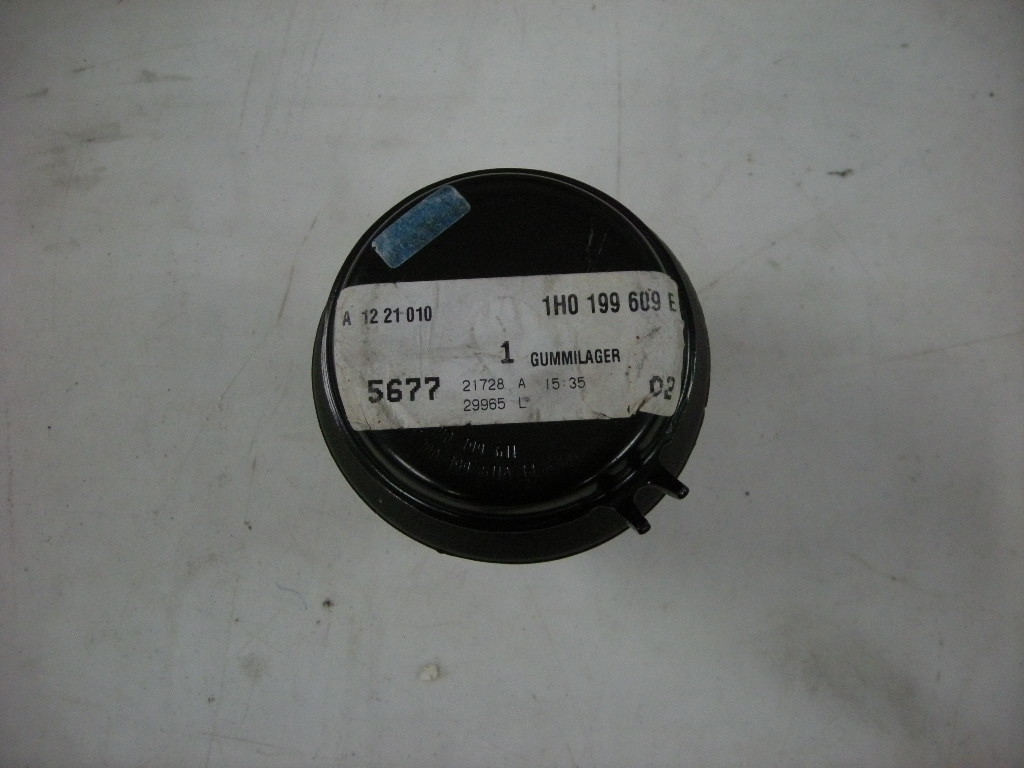 A 12 21 010 1H0 199 609 E
1 GUMMILAGER
5677 21728 A 15:35 02
29965 L